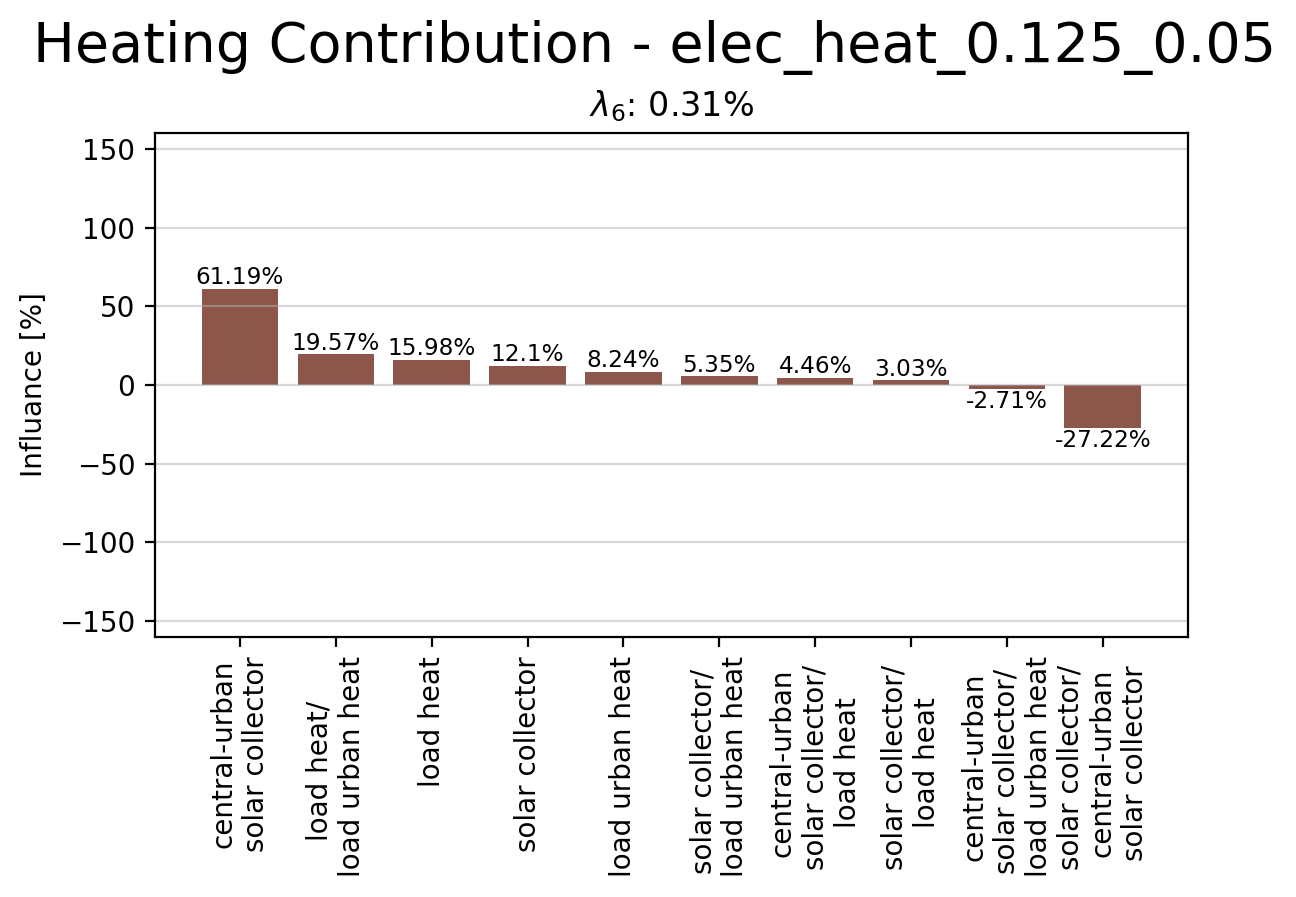 Heating Contribution - elec_heat_0.125_0.05
λ6: 0.31%
Influance [%]
150
100
50
0
−50
−100
−150
61.19%
19.57%
15.98%
12.1%
8.24%
5.35%
4.46%
3.03%
-2.71%
-27.22%
central-urban
solar collector
load heat/
load urban heat
load heat
solar collector
load urban heat
solar collector/
load urban heat
central-urban
solar collector/
load heat
solar collector/
load heat
central-urban
solar collector/
load urban heat
solar collector/
central-urban
solar collector